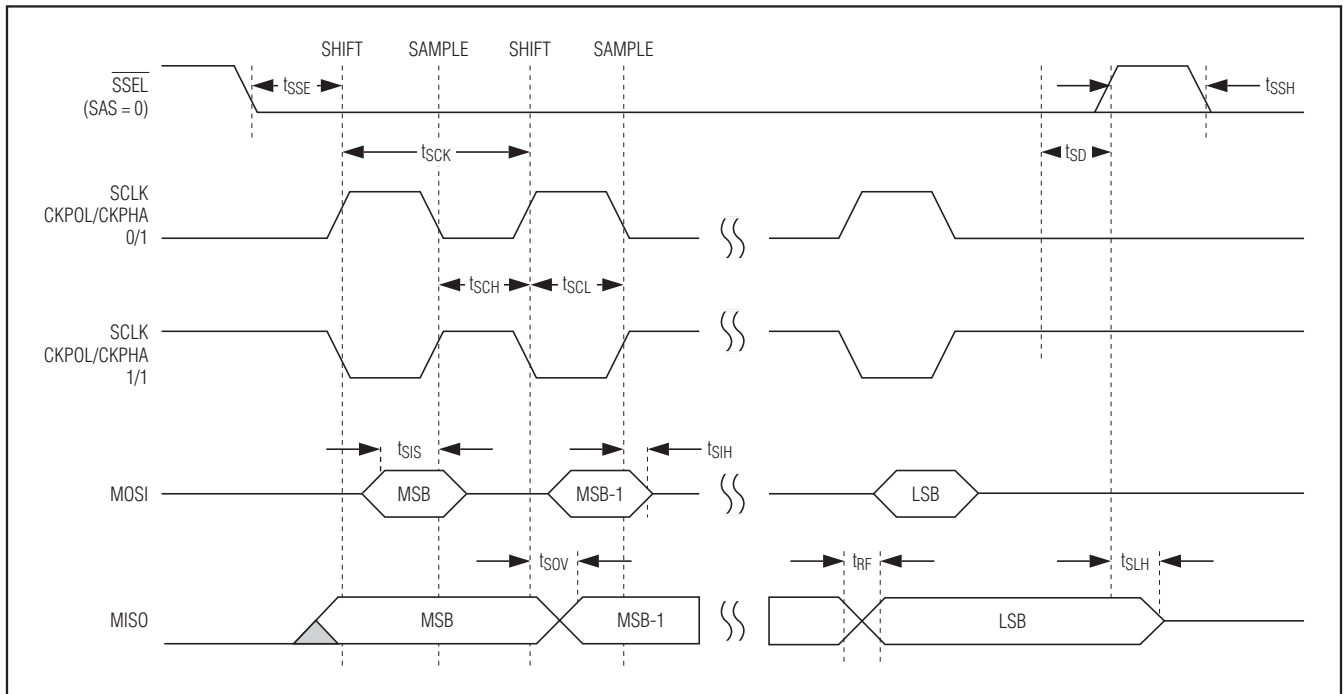 SHIFT SAMPLE SHIFT SAMPLE
SSEL
(SAS = 0)
tSSE
tSSH
tSCK
tSD
SCLK
CKPOL/CKPHA
0/1
tSCH
tSCL
SCLK
CKPOL/CKPHA
1/1
tSIS
tSIH
MOSI
MSB
MSB-1
LSB
tSOV
tRF
tSLH
MISO
MSB
MSB-1
LSB